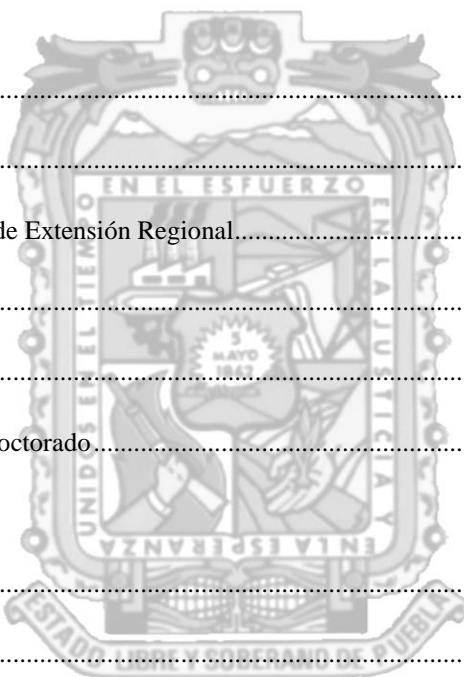 ................................................................
................................................................
EN EL ESFUERZO
EN LA JUSTICIA Y
de Extensión Regional................................
................................................................
5
MAYO
1862
................................................................
octorado................................................
UNIDOS EN EL TIEMPO
EN LA ESPERANZA
................................................................
ESTADO LIBRE Y SOBERANO DE PUEBLA
................................................................